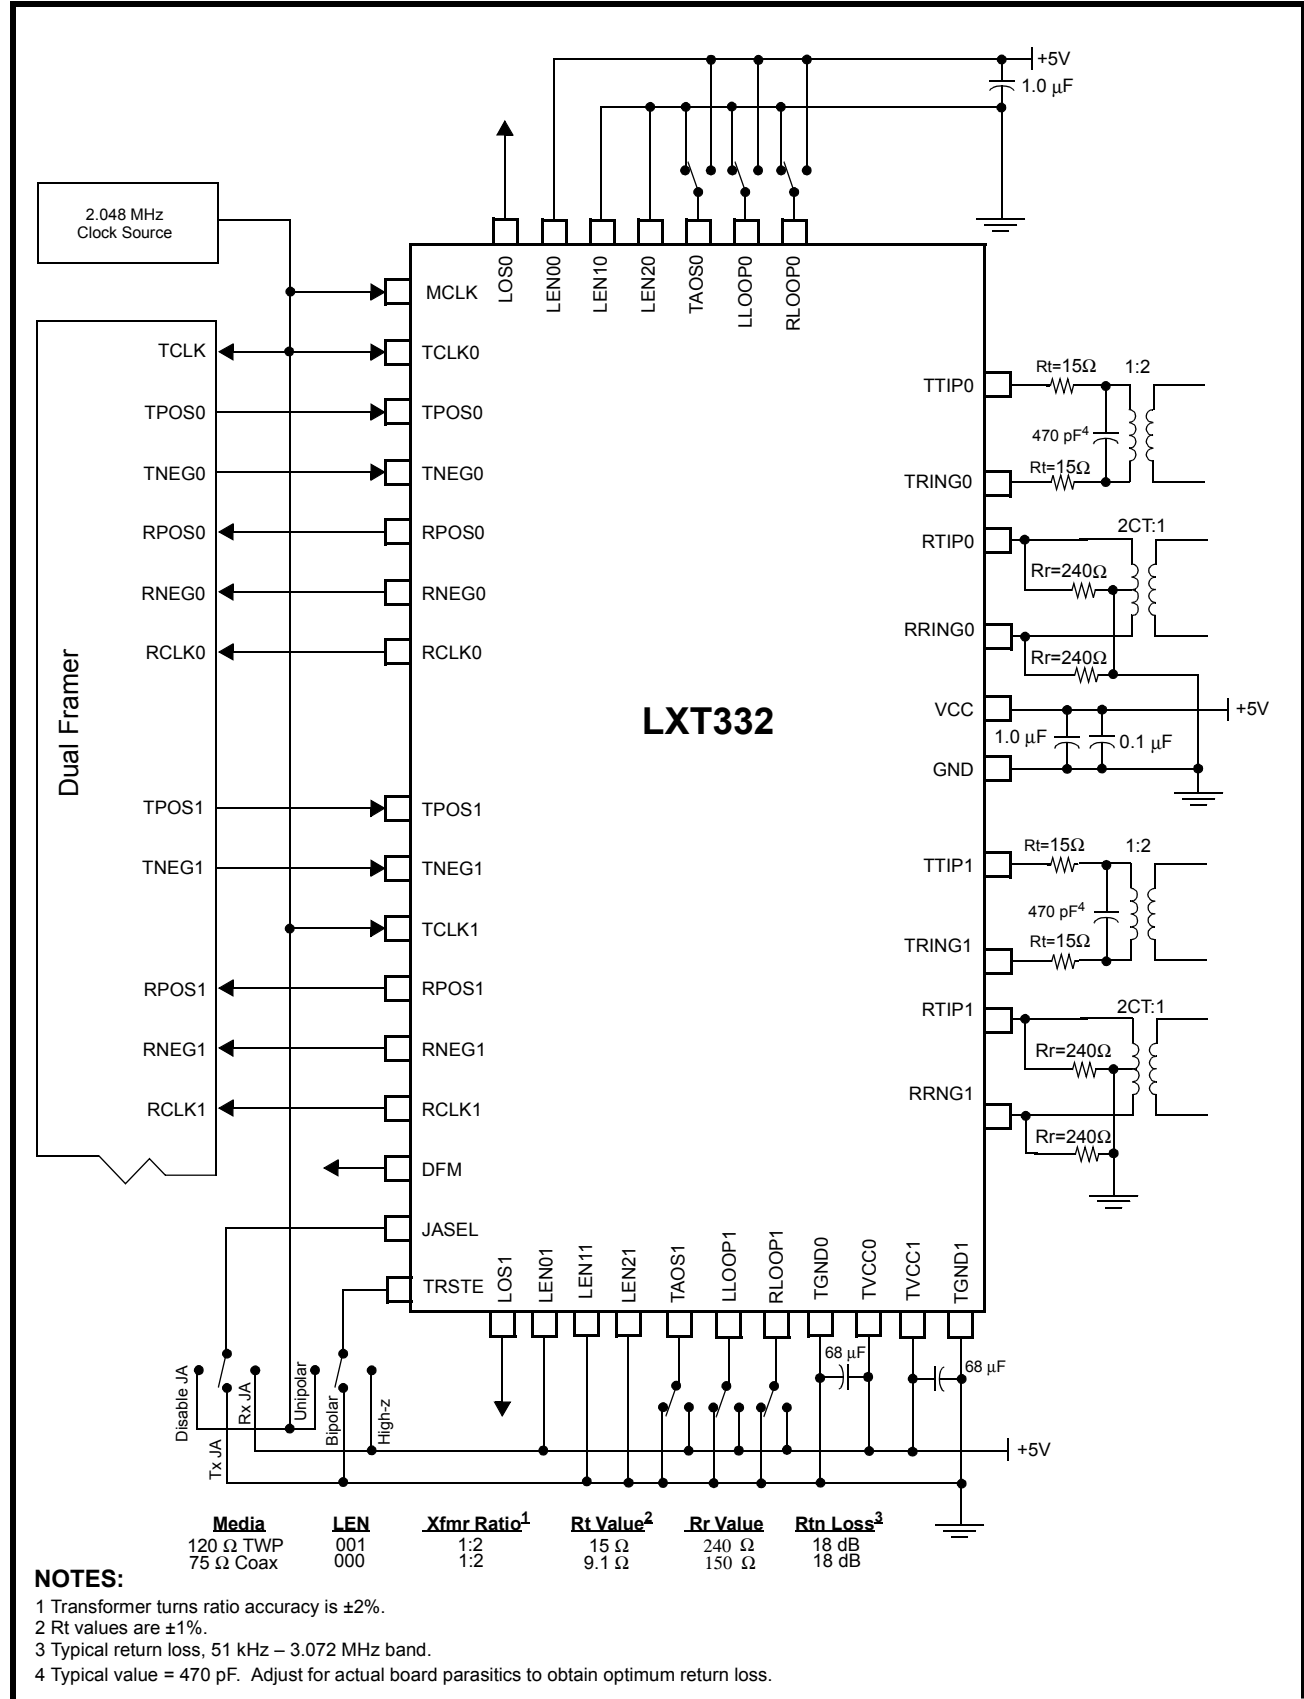 +5V
1.0 μF
2.048 MHz
Clock Source
LOS0
LEN00
LEN10
LEN20
TAOS0
LLOOP0
RLOOP0
MCLK
TCLK
TCLK0
TPOS0
TPOS0
TNEG0
TNEG0
RPOS0
RPOS0
RNEG0
RNEG0
RCLK0
RCLK0
Dual Framer
LXT332
TPOS1
TPOS1
TNEG1
TNEG1
TCLK1
RPOS1
RPOS1
RNEG1
RNEG1
RCLK1
RCLK1
DFM
JASEL
TRSTE
TTIP0
Rt=15Ω
1:2
470 pF4
TRING0
Rt=15Ω
RTIP0
2CT:1
Rr=240Ω
RRING0
Rr=240Ω
VCC
+5V
1.0 μF
0.1 μF
GND
TTIP1
Rt=15Ω
1:2
470 pF4
TRING1
Rt=15Ω
RTIP1
2CT:1
Rr=240Ω
RRNG1
Rr=240Ω
LOS1
LEN01
LEN11
LEN21
TAOS1
LLOOP1
RLOOP1
TGND0
TVCC0
TVCC1
TGND1
68 μF
68 μF
Disable JA
Tx JA
Rx JA
Unipolar
Bipolar
High-z
+5V
Media LEN Xfmr Ratio1 Rt Value2 Rr Value Rtn Loss3
120 Ω TWP 001 1:2 15 Ω 240 Ω 18 dB
75 Ω Coax 000 1:2 9.1 Ω 150 Ω 18 dB
NOTES:
1 Transformer turns ratio accuracy is ±2%.
2 Rt values are ±1%.
3 Typical return loss, 51 kHz – 3.072 MHz band.
4 Typical value = 470 pF. Adjust for actual board parasitics to obtain optimum return loss.